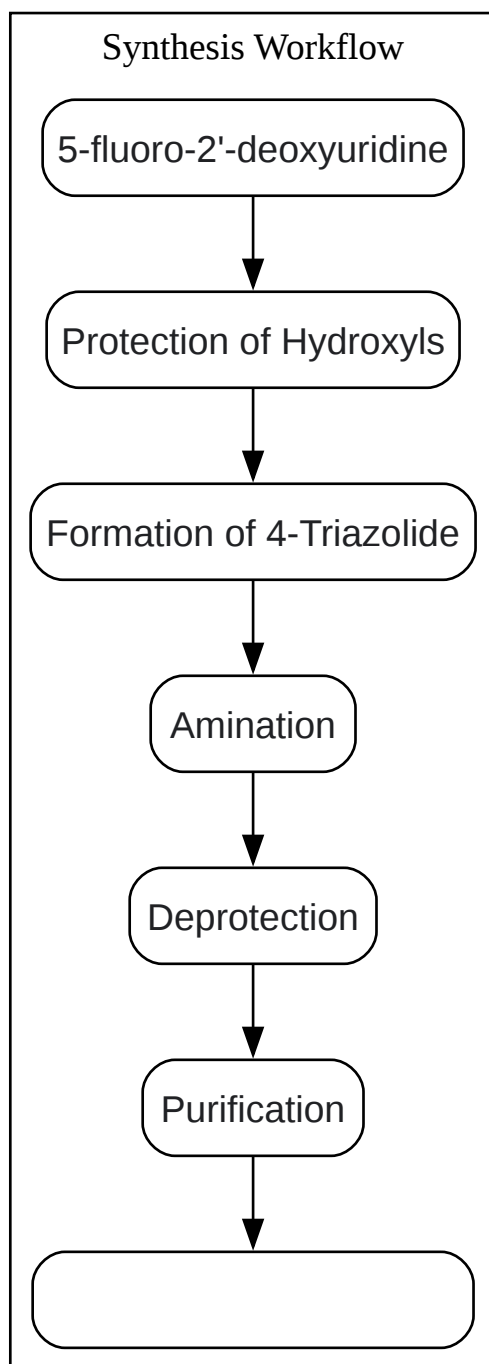 Synthesis Workflow
5-fluoro-2'-deoxyuridine
Protection of Hydroxyls
Formation of 4-Triazolide
Amination
Deprotection
Purification